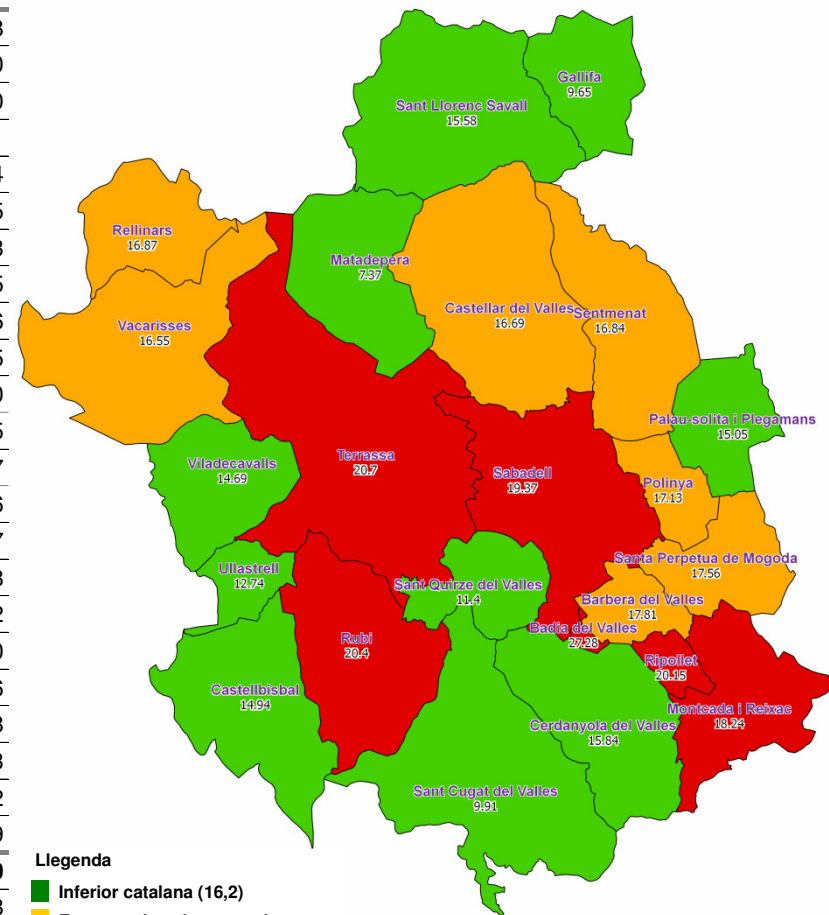 Gallifa
9.65
Sant Llorenc Savall
15.58
Rellinars
16.87
Matadepera
7.37
Castellar del Valles
16.69
Sentmenat
16.84
Vacarisses
16.55
Palau-solita i Plegamans
15.05
Viladecavalls
14.69
Terrassa
20.7
Sabadell
19.37
Polinya
17.13
Santa Perpetua de Mogoda
17.56
Ullastrell
12.74
Sant Quirze del Valles
11.4
Barbera del Valles
17.81
Badia del Valles
27.28
Rubi
20.4
Ripollet
20.15
Castellbisbal
14.94
Montcada i Reixac
18.24
Cerdanyola del Valles
15.84
Sant Cugat del Valles
9.91
Llegenda
Inferior catalana (16,2)